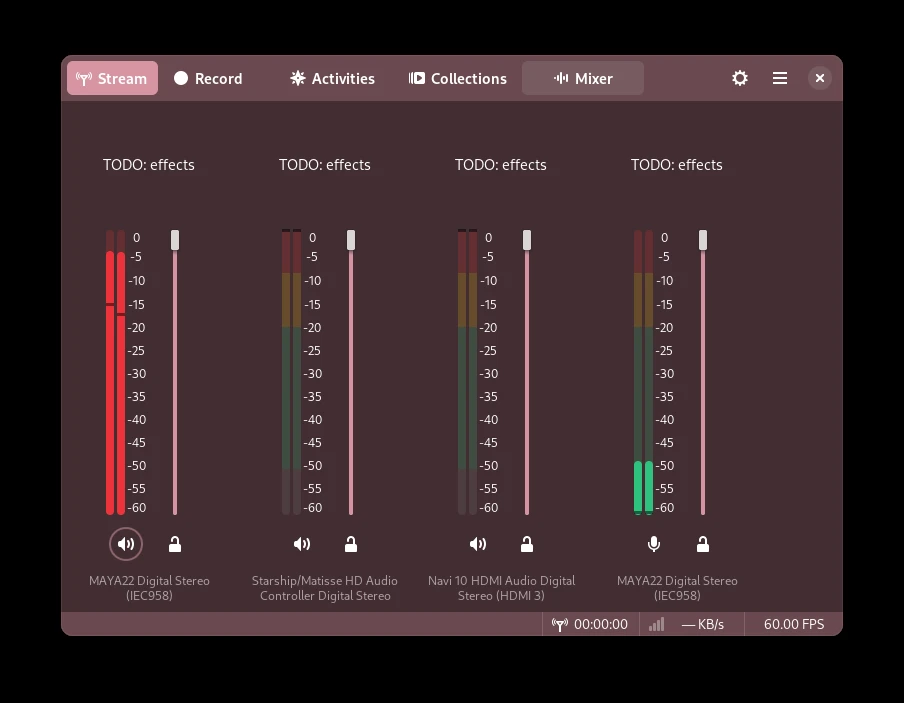 Stream Record Activities Collections Mixer
TODO: effects TODO: effects TODO: effects TODO: effects
0 0 0 0
-5 -5 -5 -5
-10 -10 -10 -10
-15 -15 -15 -15
-20 -20 -20 -20
-25 -25 -25 -25
-30 -30 -30 -30
-35 -35 -35 -35
-40 -40 -40 -40
-45 -45 -45 -45
-50 -50 -50 -50
-55 -55 -55 -55
-60 -60 -60 -60
MAYA22 Digital Stereo
(IEC958)
Starship/Matisse HD Audio
Controller Digital Stereo
Navi 10 HDMI Audio Digital
Stereo (HDMI 3)
MAYA22 Digital Stereo
(IEC958)
00:00:00 — KB/s 60.00 FPS